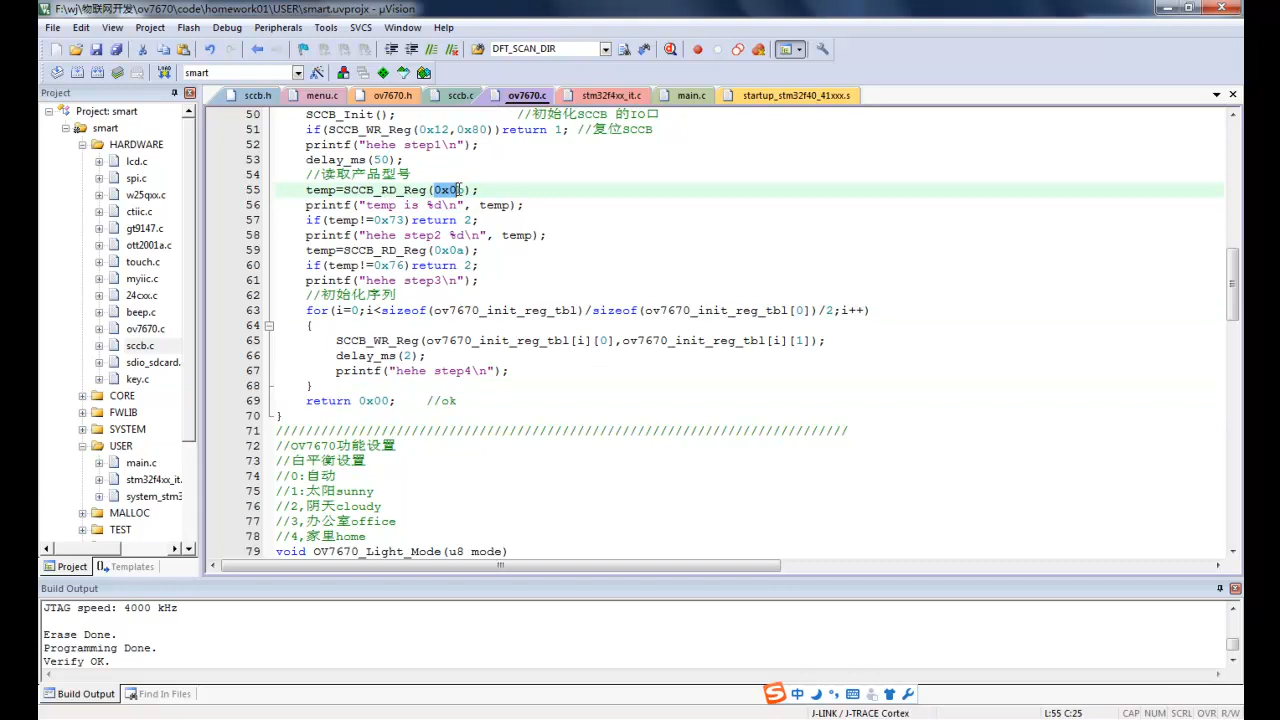 F:\wj\物联网开发\ov7670\code\homework01\USER\smart.uvprojx - µVision
File Edit View Project Flash Debug Peripherals Tools SVCS Window Help
DFT_SCAN_DIR
LOAD smart
Project
sccb.h menu.c ov7670.h sccb.c ov7670.c stm32f4xx_it.c main.c startup_stm32f40_41xxx.s
Project: smart
smart
HARDWARE
lcd.c
spi.c
w25qxx.c
ctiic.c
gt9147.c
ott2001a.c
touch.c
myiic.c
24cxx.c
beep.c
ov7670.c
sccb.c
sdio_sdcard.
key.c
CORE
FWLIB
SYSTEM
USER
main.c
stm32f4xx_it.
system_stm3
MALLOC
TEST
Project Templates
50 SCCB_Init(); //初始化SCCB 的IO口
51 if(SCCB_WR_Reg(0x12,0x80))return 1; //复位SCCB
52 printf("hehe step1\n");
53 delay_ms(50);
54 //读取产品型号
55 temp=SCCB_RD_Reg(0x0b);
56 printf("temp is %d\n", temp);
57 if(temp!=0x73)return 2;
58 printf("hehe step2 %d\n", temp);
59 temp=SCCB_RD_Reg(0x0a);
60 if(temp!=0x76)return 2;
61 printf("hehe step3\n");
62 //初始化序列
63 for(i=0;i<sizeof(ov7670_init_reg_tbl)/sizeof(ov7670_init_reg_tbl[0])/2;i++)
64 {
65 SCCB_WR_Reg(ov7670_init_reg_tbl[i][0],ov7670_init_reg_tbl[i][1]);
66 delay_ms(2);
67 printf("hehe step4\n");
68 }
69 return 0x00; //ok
70 }
71 ////////////////////////////////////////////////////////////////////////////
72 //OV7670功能设置
73 //白平衡设置
74 //0:自动
75 //1:太阳sunny
76 //2,阴天cloudy
77 //3,办公室office
78 //4,家里home
79 void OV7670_Light_Mode(u8 mode)
Build Output
JTAG speed: 4000 kHz
Erase Done.
Programming Done.
Verify OK.
Build Output Find In Files
S 中
J-LINK / J-TRACE Cortex L:55 C:25 CAP NUM SCRL OVR R/W